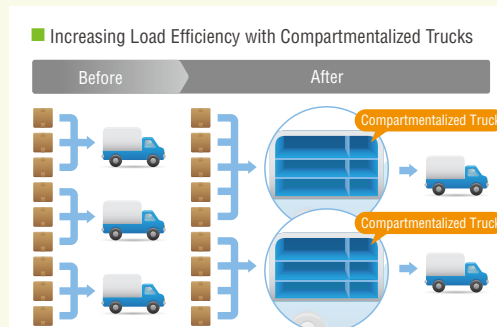 Increasing Load Efficiency with Compartmentalized Trucks
Before
After
Compartmentalized Truck
Compartmentalized Truck